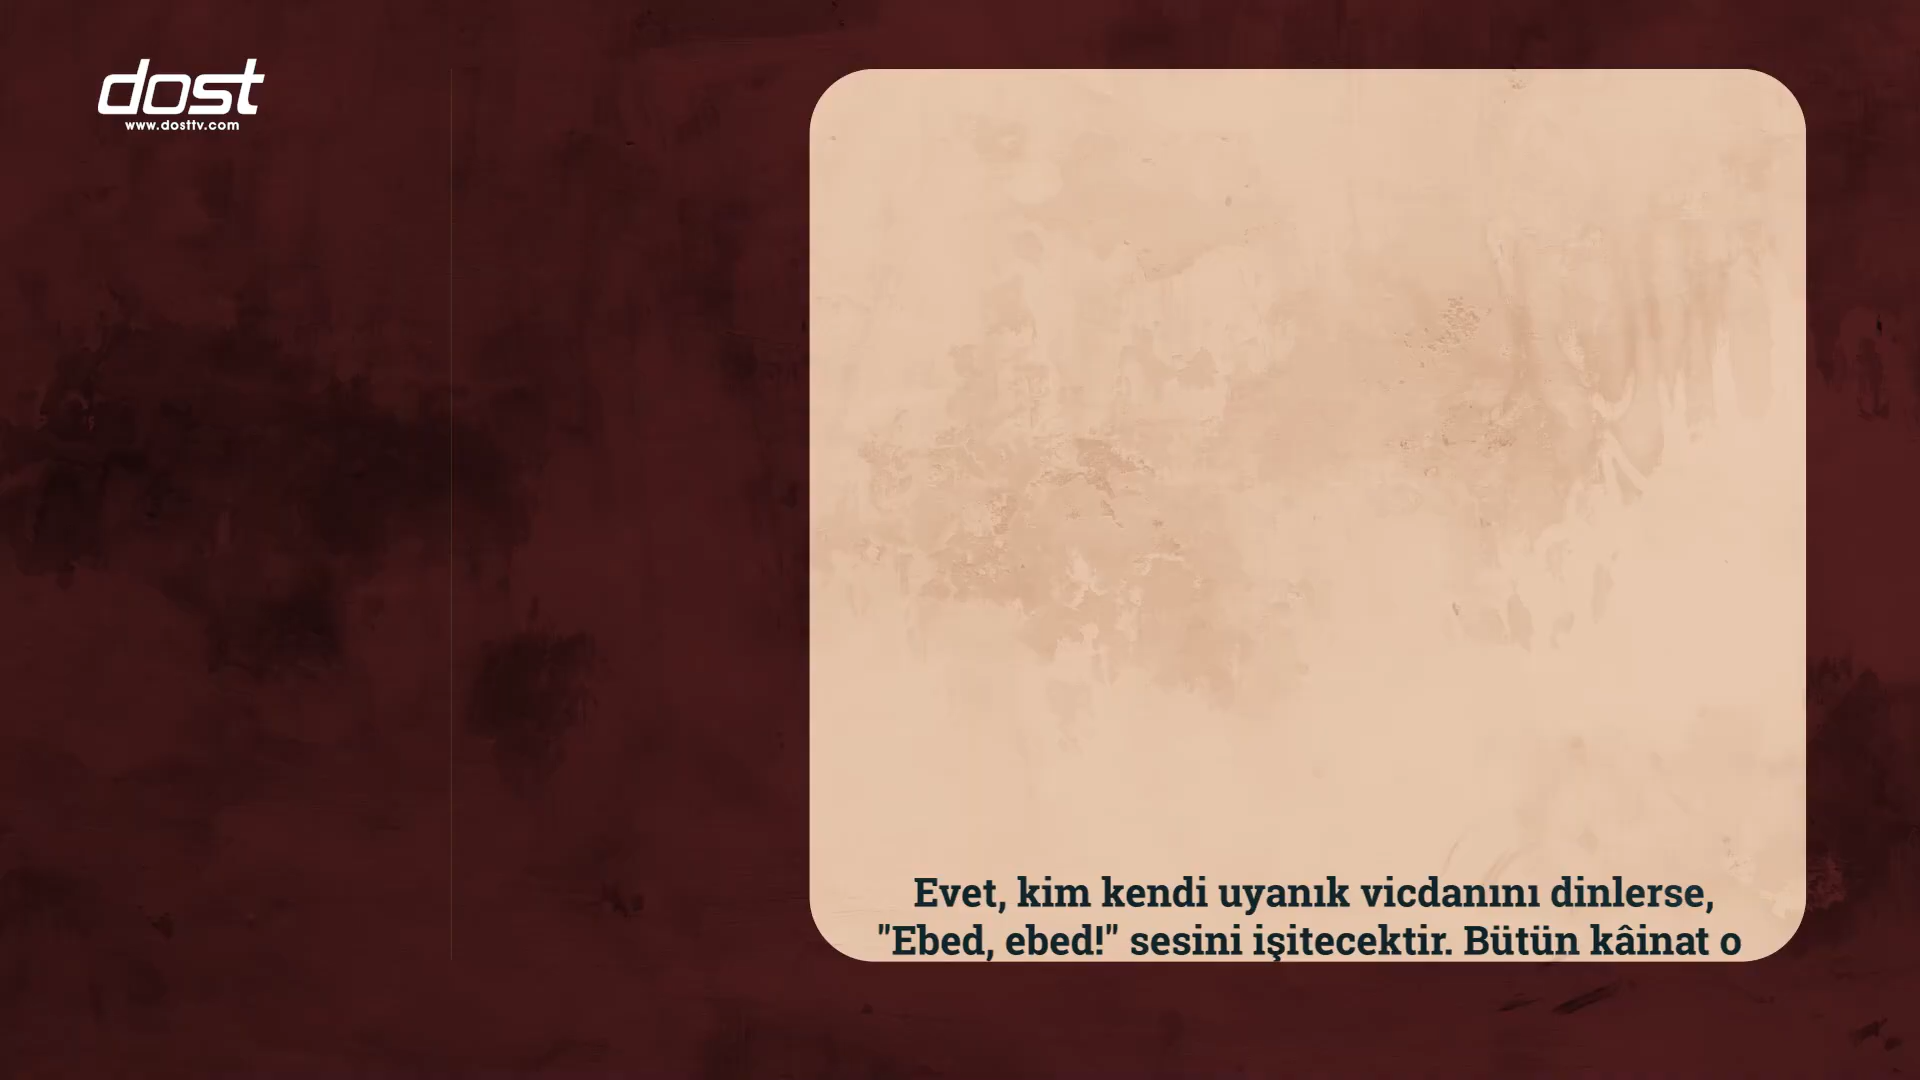 dost
www.dosttv.com
Evet, kim kendi uyanık vicdanını dinlerse,
"Ebed, ebed!" sesini işitecektir. Bütün kâinat o